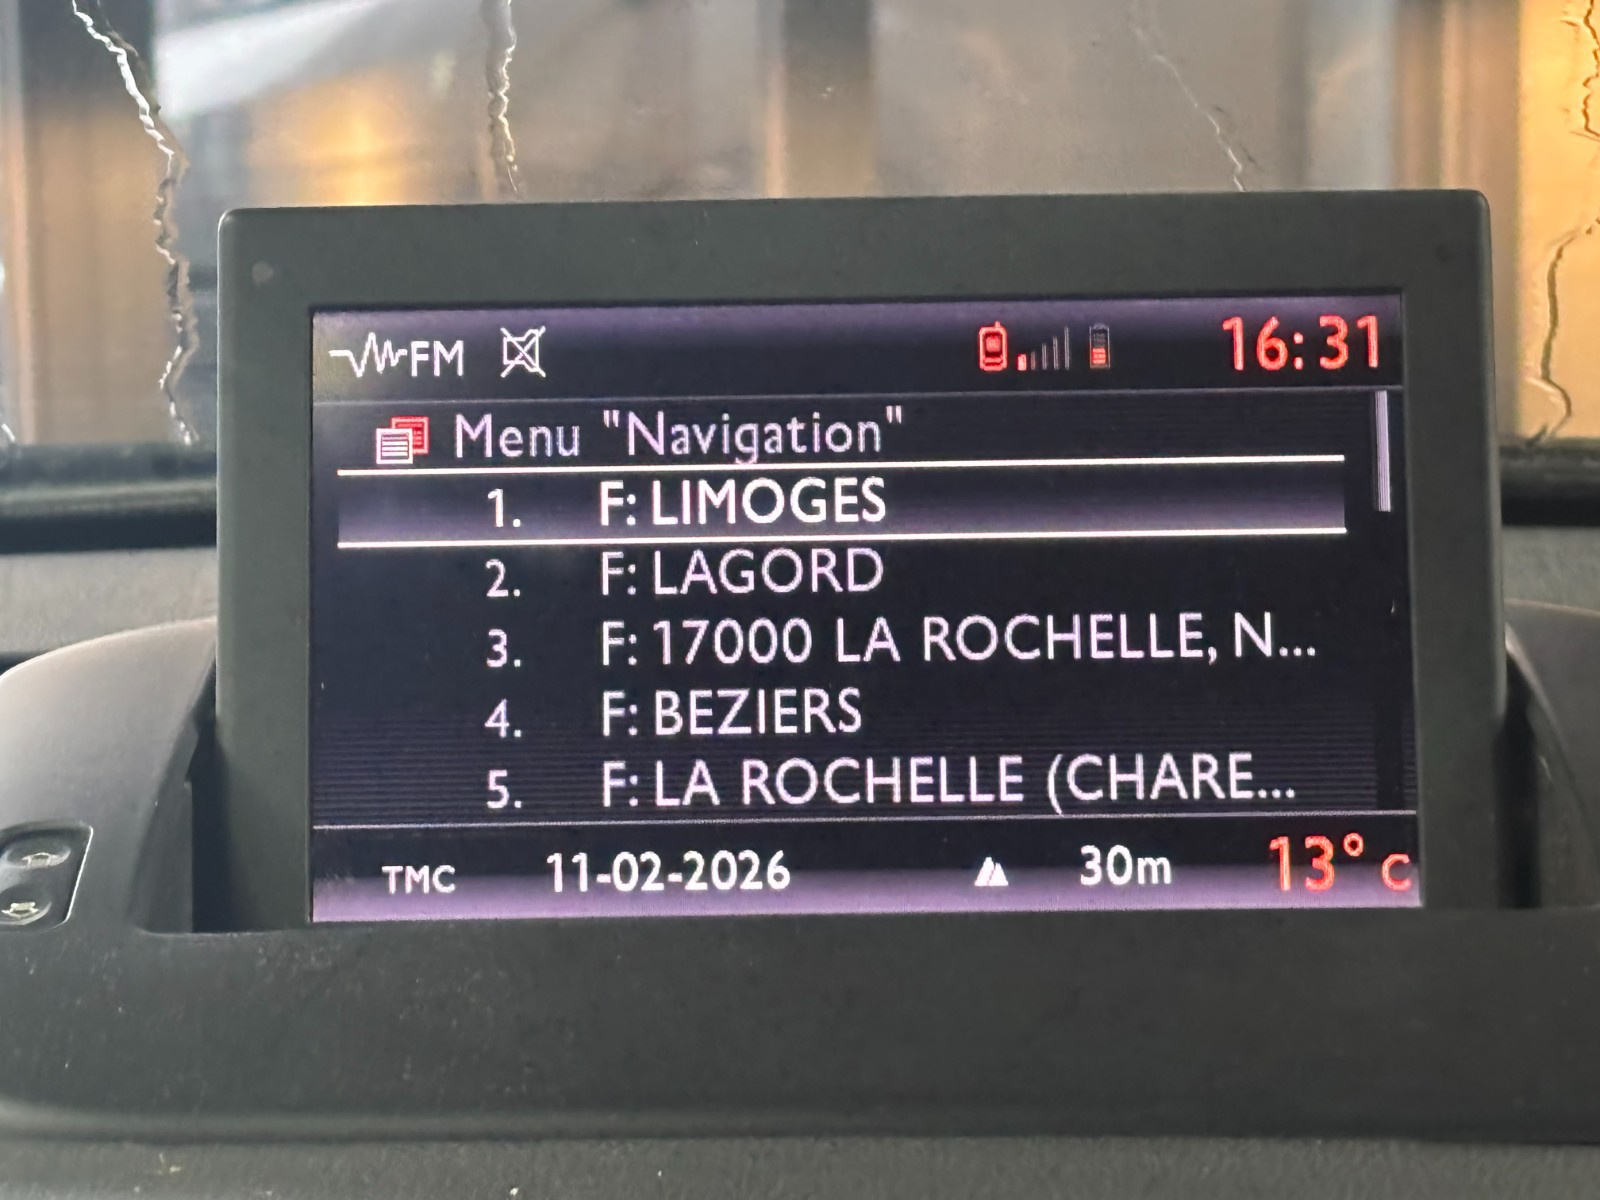 FM 16:31
Menu "Navigation"
1. F: LIMOGES
2. F: LAGORD
3. F: 17000 LA ROCHELLE, N...
4. F: BEZIERS
5. F: LA ROCHELLE (CHARE...
TMC 11-02-2026 30m 13° c